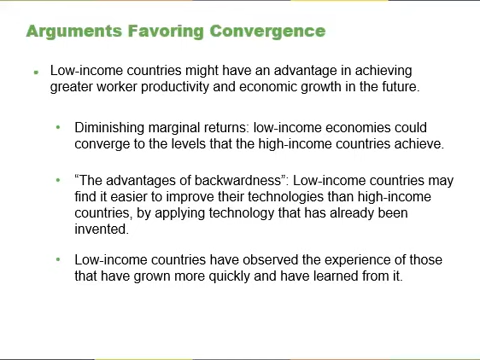 Arguments Favoring Convergence
Low-income countries might have an advantage in achieving
greater worker productivity and economic growth in the future.
Diminishing marginal returns: low-income economies could
converge to the levels that the high-income countries achieve.
“The advantages of backwardness”: Low-income countries may
find it easier to improve their technologies than high-income
countries, by applying technology that has already been
invented.
Low-income countries have observed the experience of those
that have grown more quickly and have learned from it.